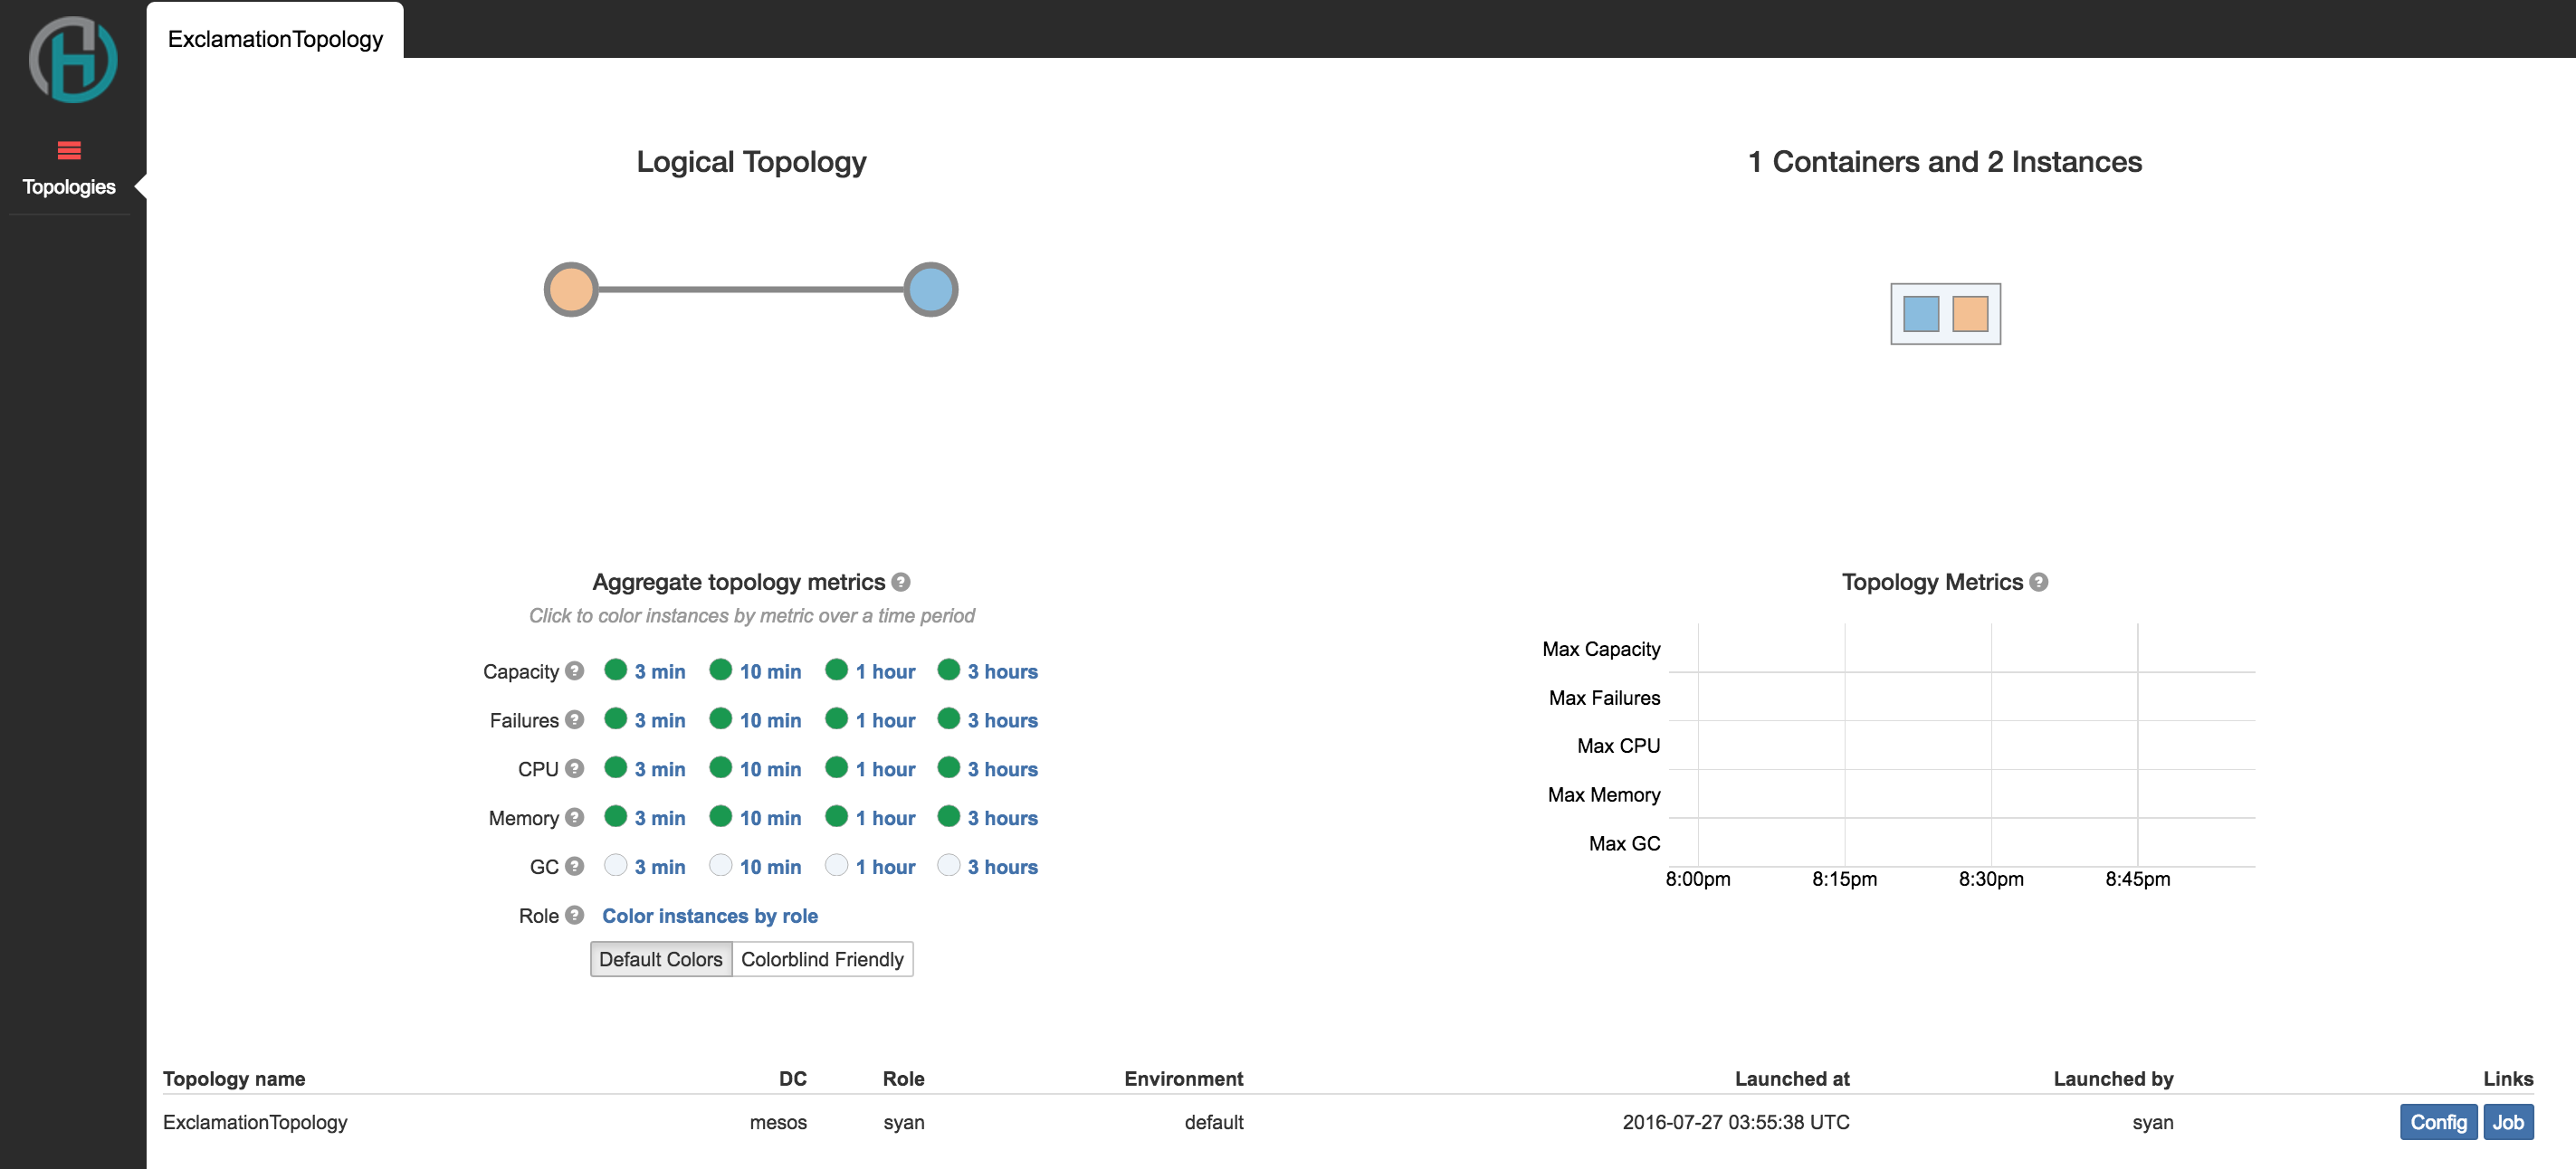 ExclamationTopology
Topologies
Logical Topology
1 Containers and 2 Instances
Aggregate topology metrics ?
Click to color instances by metric over a time period
Capacity ? 3 min 10 min 1 hour 3 hours
Failures ? 3 min 10 min 1 hour 3 hours
CPU ? 3 min 10 min 1 hour 3 hours
Memory ? 3 min 10 min 1 hour 3 hours
GC ? 3 min 10 min 1 hour 3 hours
Role ? Color instances by role
Default Colors Colorblind Friendly
Topology Metrics ?
Max Capacity
Max Failures
Max CPU
Max Memory
Max GC
8:00pm 8:15pm 8:30pm 8:45pm
Topology name DC Role Environment Launched at Launched by Links
ExclamationTopology mesos syan default 2016-07-27 03:55:38 UTC syan Config Job